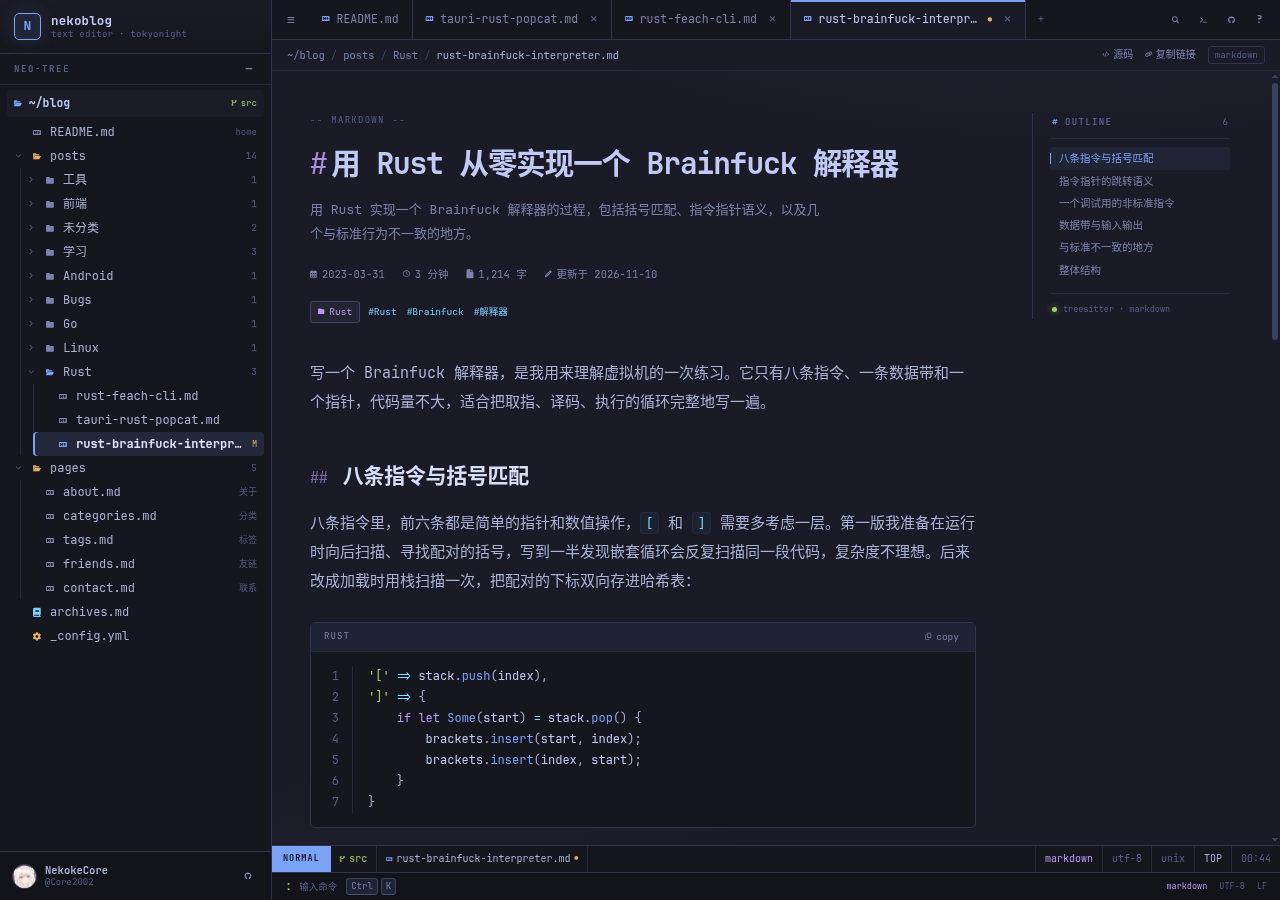 N
nekoblog
text editor · tokyonight
NEO-TREE
~/blog
src
README.md home
posts 14
工具 1
前端 1
未分类 2
学习 3
Android 1
Bugs 1
Go 1
Linux 1
Rust 3
rust-feach-cli.md
tauri-rust-popcat.md
rust-brainfuck-interpr… M
pages 5
about.md 关于
categories.md 分类
tags.md 标签
friends.md 友链
contact.md 联系
archives.md
_config.yml
NekokeCore
@Core2002
README.md
tauri-rust-popcat.md ×
rust-feach-cli.md ×
rust-brainfuck-interpr… ● ×
+
?
~/blog / posts / Rust / rust-brainfuck-interpreter.md
源码
复制链接
markdown
-- MARKDOWN --
#用 Rust 从零实现一个 Brainfuck 解释器
用 Rust 实现一个 Brainfuck 解释器的过程，包括括号匹配、指令指针语义，以及几
个与标准行为不一致的地方。
2023-03-31 3 分钟 1,214 字 更新于 2026-11-10
Rust #Rust #Brainfuck #解释器
写一个 Brainfuck 解释器，是我用来理解虚拟机的一次练习。它只有八条指令、一条数据带和一
个指针，代码量不大，适合把取指、译码、执行的循环完整地写一遍。
## 八条指令与括号匹配
八条指令里，前六条都是简单的指针和数值操作，[ 和 ] 需要多考虑一层。第一版我准备在运行
时向后扫描、寻找配对的括号，写到一半发现嵌套循环会反复扫描同一段代码，复杂度不理想。后来
改成加载时用栈扫描一次，把配对的下标双向存进哈希表：
RUST
copy
1 '[' => stack.push(index),
2 ']' => {
3 if let Some(start) = stack.pop() {
4 brackets.insert(start, index);
5 brackets.insert(index, start);
6 }
7 }
# OUTLINE 6
八条指令与括号匹配
指令指针的跳转语义
一个调试用的非标准指令
数据带与输入输出
与标准不一致的地方
整体结构
treesitter · markdown
NORMAL
src
rust-brainfuck-interpreter.md ●
markdown
utf-8
unix
TOP
00:44
: 输入命令 Ctrl K
markdown UTF-8 LF